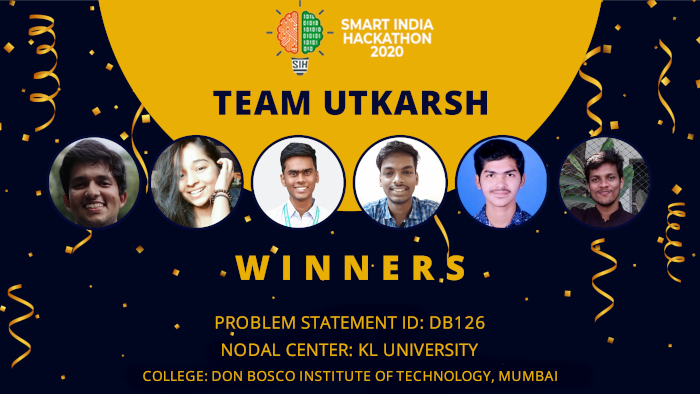 SMART INDIA
HACKATHON
2020
SIH
TEAM UTKARSH
WINNERS
PROBLEM STATEMENT ID: DB126
NODAL CENTER: KL UNIVERSITY
COLLEGE: DON BOSCO INSTITUTE OF TECHNOLOGY, MUMBAI